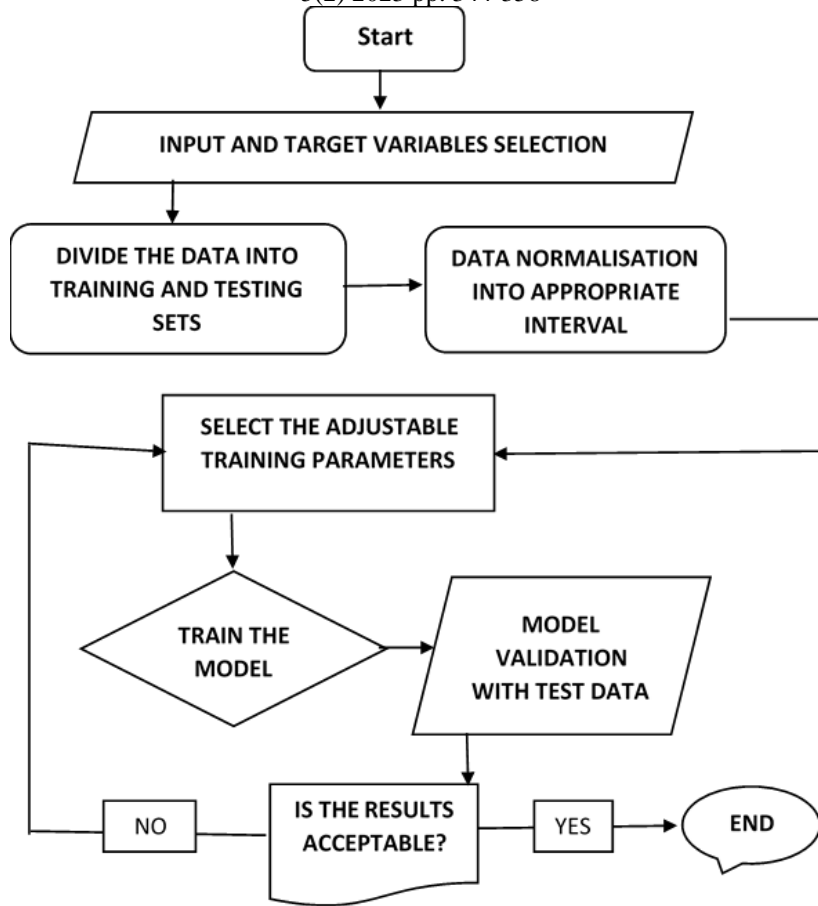 Start
INPUT AND TARGET VARIABLES SELECTION
DIVIDE THE DATA INTO
TRAINING AND TESTING
SETS
DATA NORMALISATION
INTO APPROPRIATE
INTERVAL
SELECT THE ADJUSTABLE
TRAINING PARAMETERS
TRAIN THE
MODEL
MODEL
VALIDATION
WITH TEST DATA
IS THE RESULTS
ACCEPTABLE?
NO
YES
END